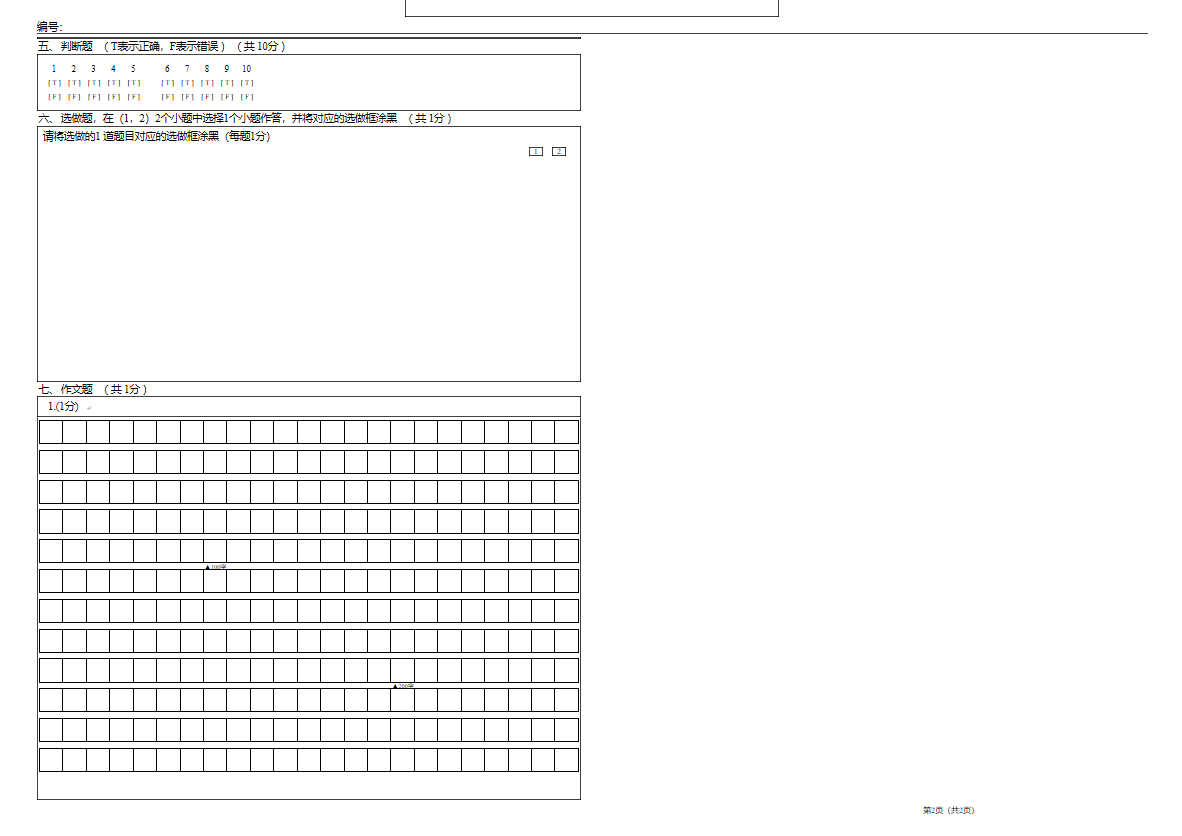 编号:
五、判断题 （T表示正确，F表示错误）（共 10分）
1 2 3 4 5 6 7 8 9 10
[T] [T] [T] [T] [T] [T] [T] [T] [T] [T]
[F] [F] [F] [F] [F] [F] [F] [F] [F] [F]
六、选做题，在（1，2）2个小题中选择1个小题作答，并将对应的选做框涂黑 （共 1分）
请将选做的1 道题目对应的选做框涂黑（每题1分）
1 2
七、作文题 （共 1分）
1.(1分)
▲100字
▲200字
第2页（共2页）